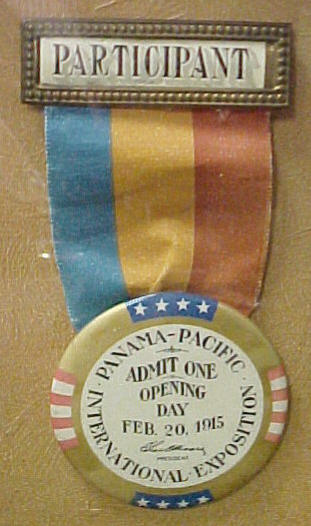 PARTICIPANT
PANAMA-PACIFIC
· INTERNATIONAL · EXPOSITION ·
ADMIT ONE
OPENING
DAY
FEB. 20, 1915
PRESIDENT